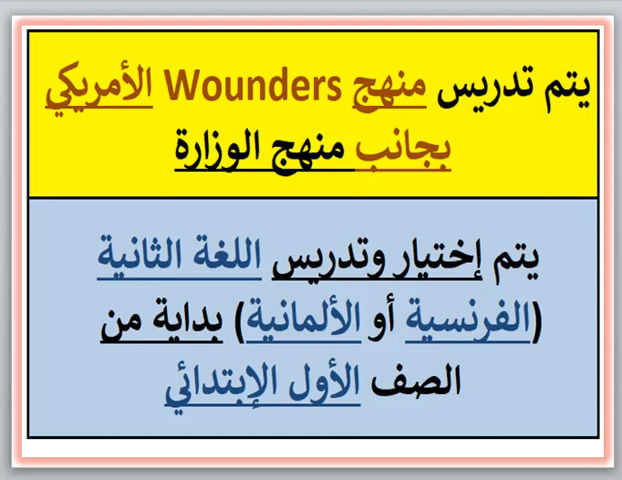 يتم تدريس منهج Wounders الأمريكي
بجانب منهج الوزارة
يتم إختيار وتدريس اللغة الثانية
(الفرنسية أو الألمانية) بداية من
الصف الأول الإبتدائي